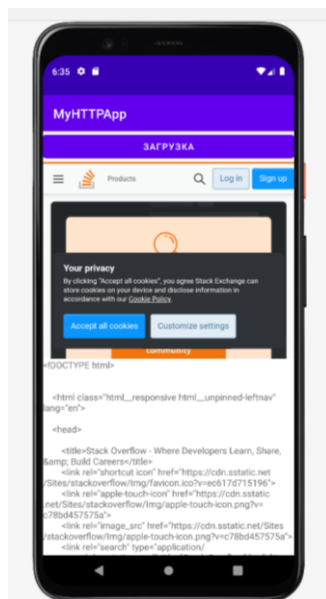 6:35
MyHTTPApp
ЗАГРУЗКА
Products
Log in
Sign up
Your privacy
By clicking "Accept all cookies", you agree Stack Exchange can
store cookies on your device and disclose information in
accordance with our Cookie Policy.
Accept all cookies
Customize settings
community
<!DOCTYPE html>
<html class="html__responsive html__unpinned-leftnav"
lang="en">
<head>
<title>Stack Overflow - Where Developers Learn, Share,
&amp; Build Careers</title>
<link rel="shortcut icon" href="https://cdn.sstatic.net
/Sites/stackoverflow/Img/favicon.ico?v=ec617d715196">
<link rel="apple-touch-icon" href="https://cdn.sstatic
.net/Sites/stackoverflow/Img/apple-touch-icon.png?v=
c78bd457575a">
<link rel="image_src" href="https://cdn.sstatic.net/Sites
/stackoverflow/Img/apple-touch-icon.png?v=c78bd457575a">
<link rel="search" type="application/